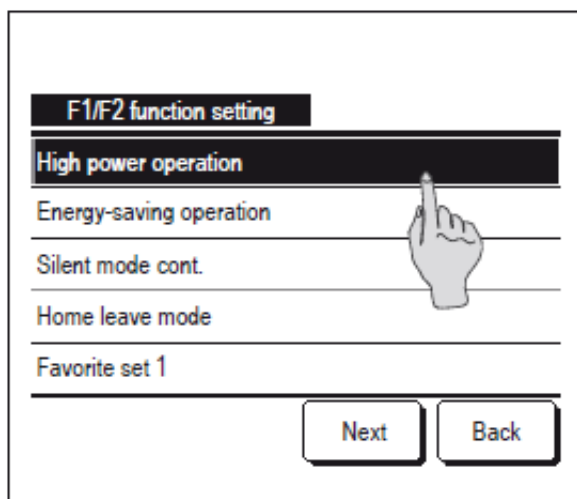 F1/F2 function setting
High power operation
Energy-saving operation
Silent mode cont.
Home leave mode
Favorite set 1
Next
Back